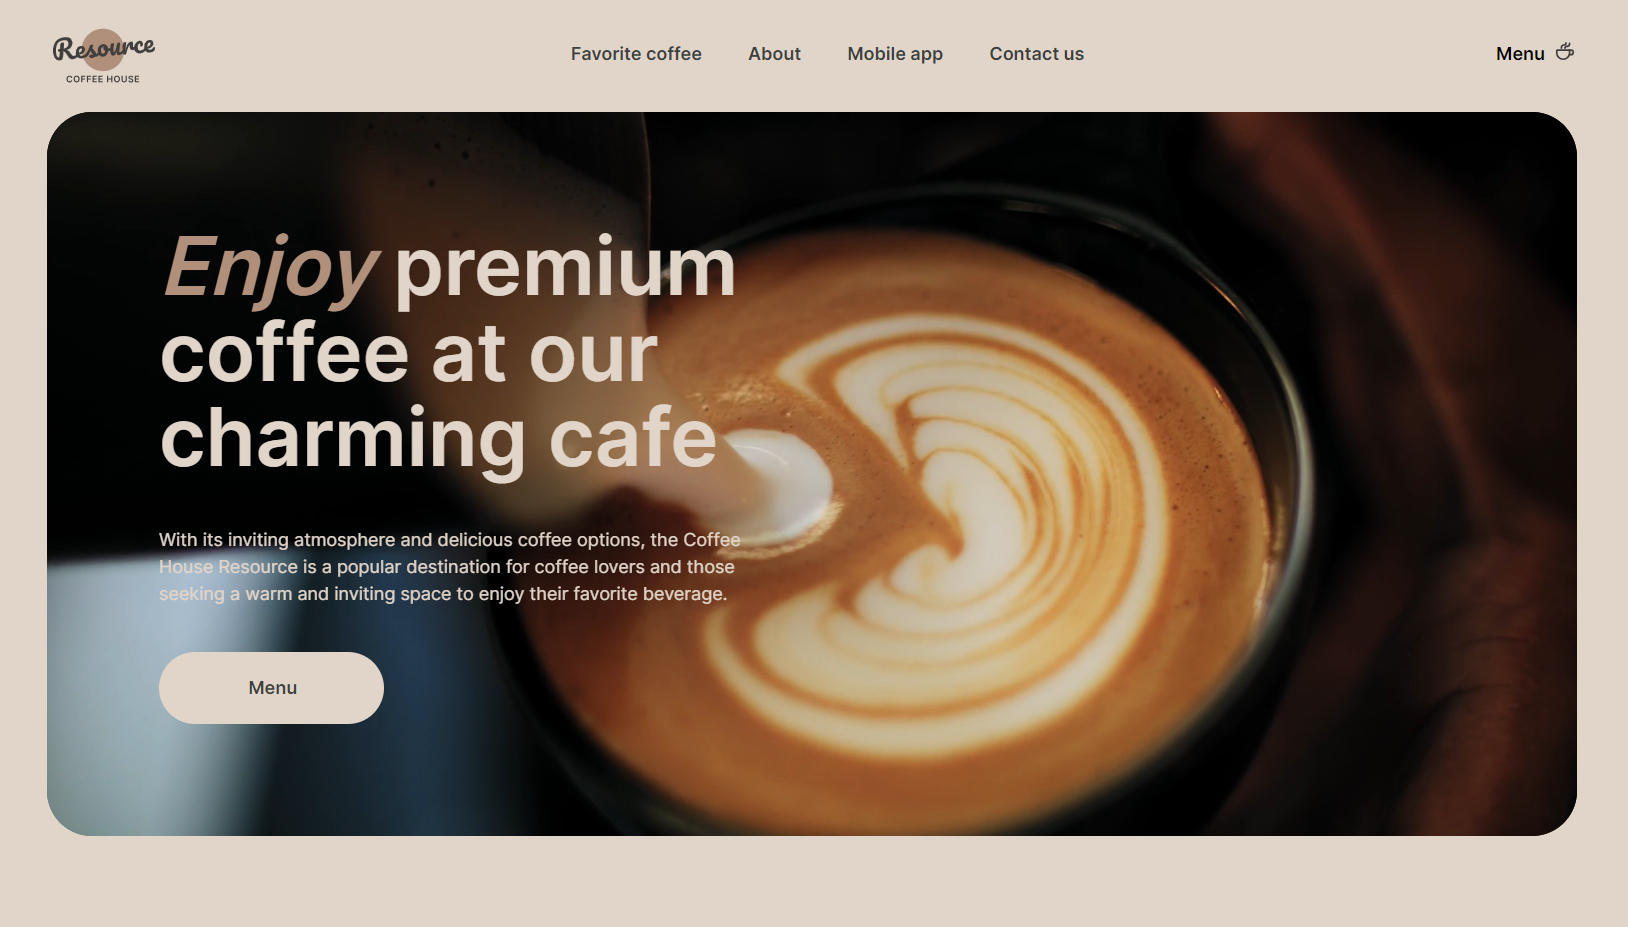 Resource
COFFEE HOUSE
Favorite coffee
About
Mobile app
Contact us
Menu
Enjoy premium
coffee at our
charming cafe
With its inviting atmosphere and delicious coffee options, the Coffee
House Resource is a popular destination for coffee lovers and those
seeking a warm and inviting space to enjoy their favorite beverage.
Menu